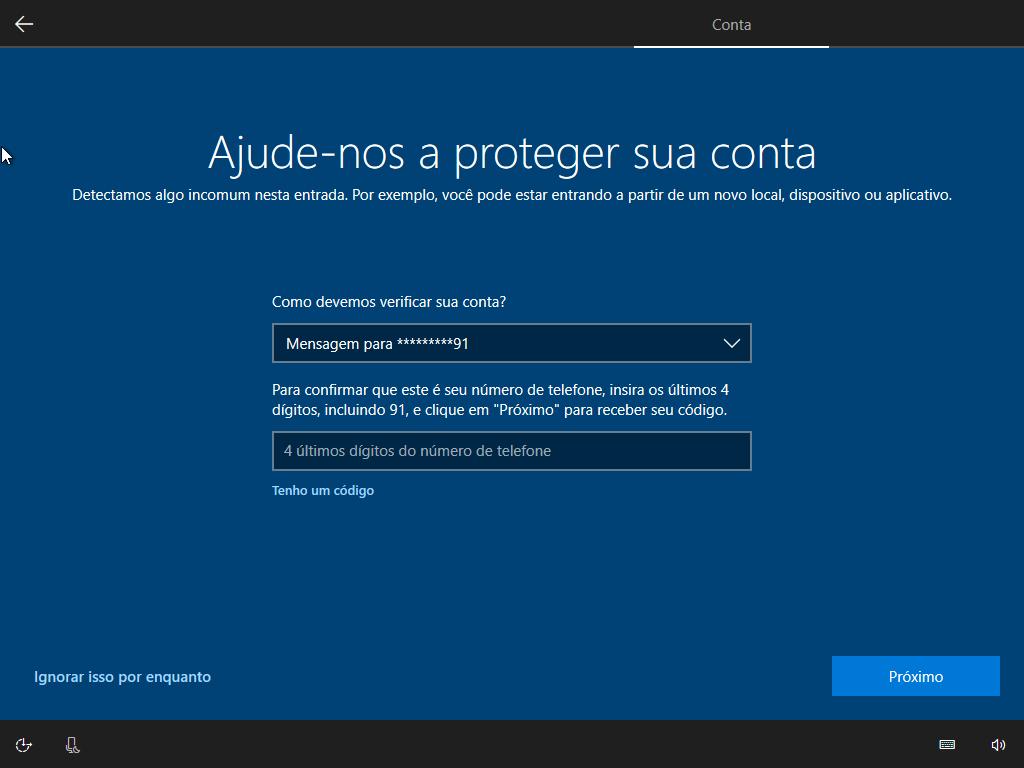 Conta
Ajude-nos a proteger sua conta
Detectamos algo incomum nesta entrada. Por exemplo, você pode estar entrando a partir de um novo local, dispositivo ou aplicativo.
Como devemos verificar sua conta?
Mensagem para *********91
Para confirmar que este é seu número de telefone, insira os últimos 4
dígitos, incluindo 91, e clique em "Próximo" para receber seu código.
4 últimos dígitos do número de telefone
Tenho um código
Ignorar isso por enquanto
Próximo